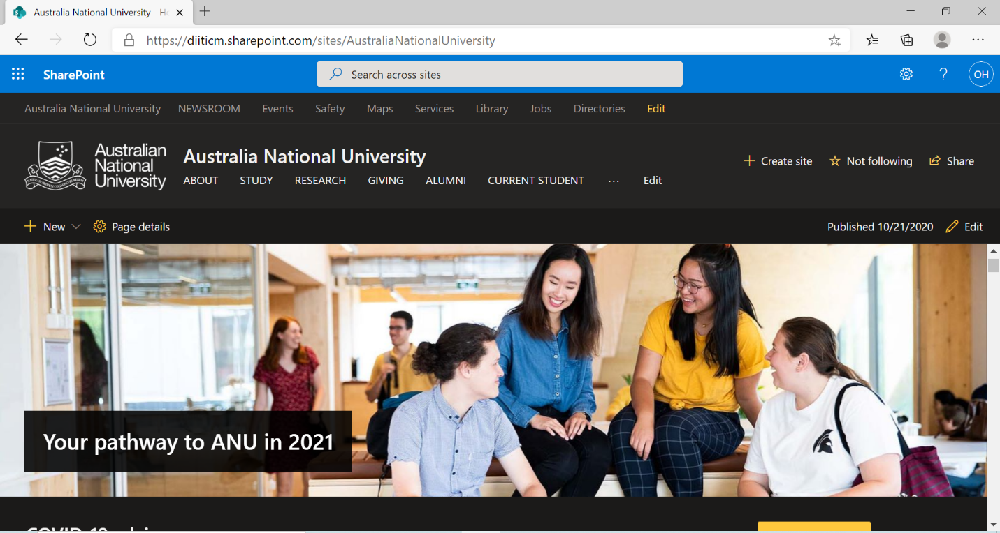 Australia National University - Ho
https://diiticm.sharepoint.com/sites/AustraliaNationalUniversity
SharePoint
Search across sites
OH
Australia National University NEWSROOM Events Safety Maps Services Library Jobs Directories Edit
Australian
National
University
Australia National University
Create site Not following Share
ABOUT STUDY RESEARCH GIVING ALUMNI CURRENT STUDENT ... Edit
New Page details Published 10/21/2020 Edit
Your pathway to ANU in 2021
COVID-19